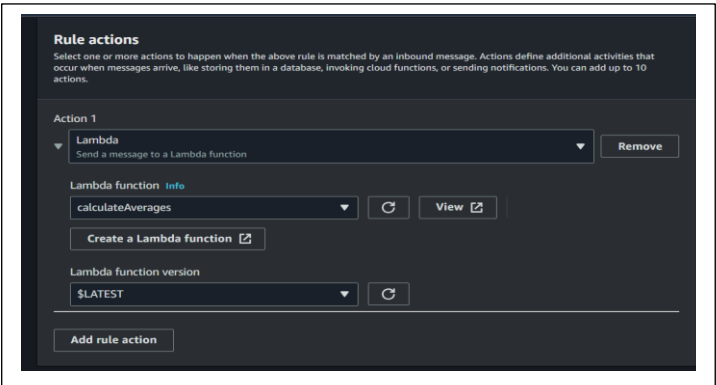 Rule actions
Select one or more actions to happen when the above rule is matched by an inbound message. Actions define additional activities that
occur when messages arrive, like storing them in a database, invoking cloud functions, or sending notifications. You can add up to 10
actions.
Action 1
Lambda
Send a message to a Lambda function
Remove
Lambda function Info
calculateAverages
View
Create a Lambda function
Lambda function version
$LATEST
Add rule action